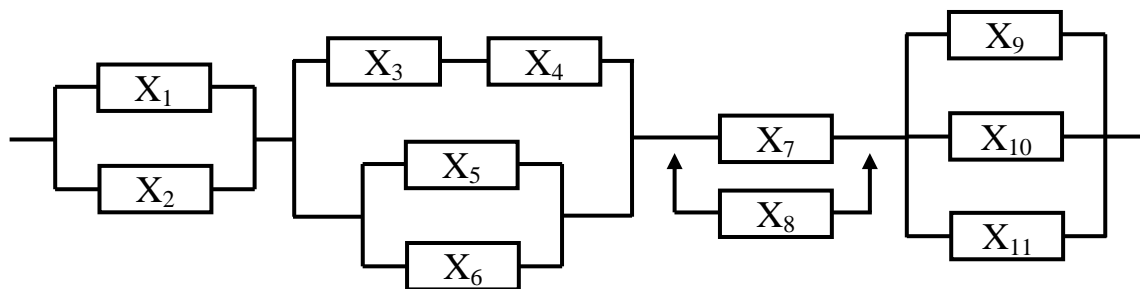 X₁
X₂
X₃
X₄
X₅
X₆
X₇
X₈
X₉
X₁₀
X₁₁